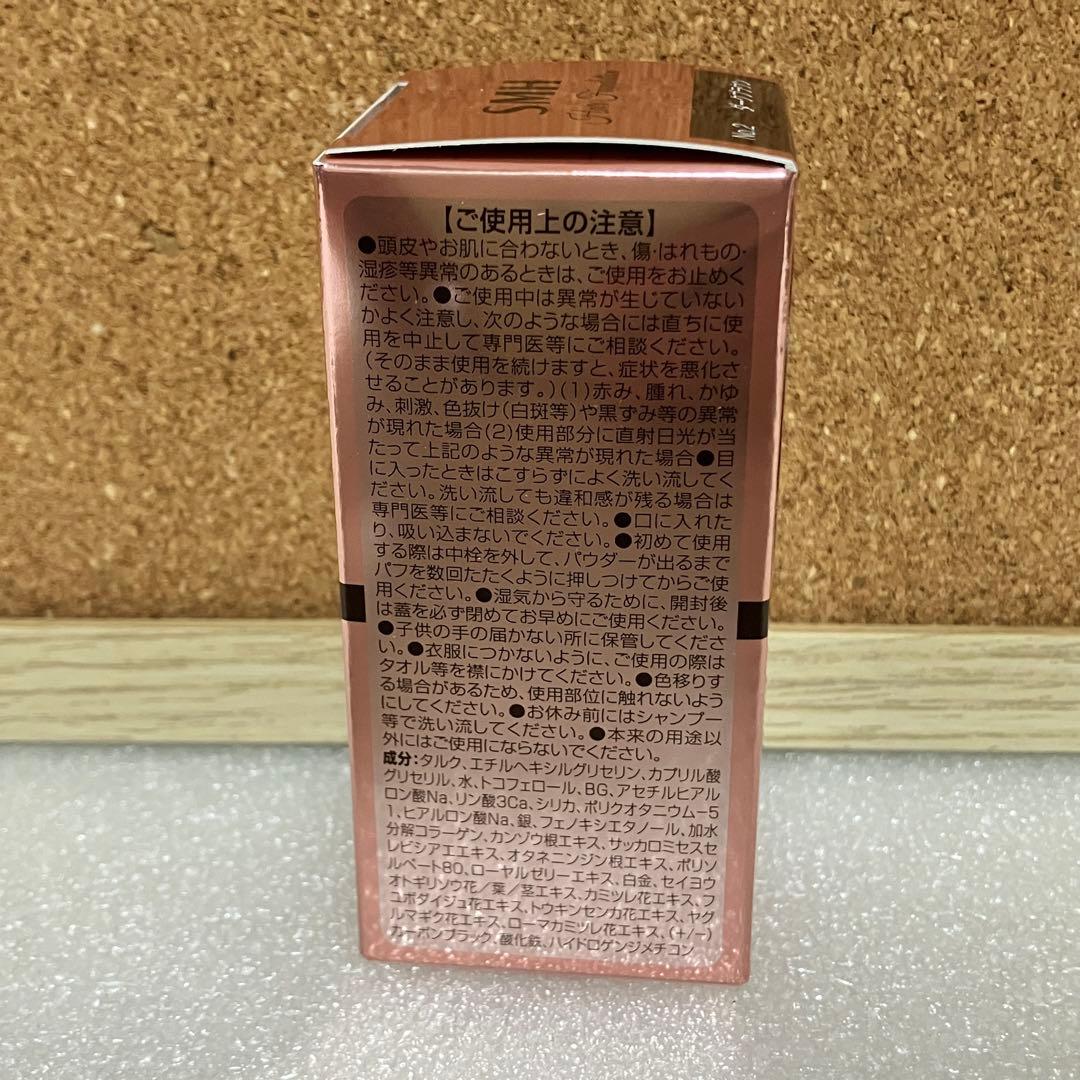 No.2 ダークブラウン
【ご使用上の注意】
●頭皮やお肌に合わないとき、傷・はれもの・
湿疹等異常のあるときは、ご使用をお止めく
ださい。●ご使用中は異常が生じていない
かよく注意し、次のような場合には直ちに使
用を中止して専門医等にご相談ください。
(そのまま使用を続けますと、症状を悪化さ
せることがあります。)(1)赤み、腫れ、かゆ
み、刺激、色抜け(白斑等)や黒ずみ等の異常
が現れた場合(2)使用部分に直射日光が当
たって上記のような異常が現れた場合●目
に入ったときはこすらずによく洗い流してく
ださい。洗い流しても違和感が残る場合は
専門医等にご相談ください。●口に入れた
り、吸い込まないでください。●初めて使用
する際は中栓を外して、パウダーが出るまで
パフを数回たたくように押しつけてからご使
用ください。●湿気から守るために、開封後
は蓋を必ず閉めてお早めにご使用ください。
●子供の手の届かない所に保管してくださ
い。●衣服につかないように、ご使用の際は
タオル等を襟にかけてください。●色移りす
る場合があるため、使用部位に触れないよう
にしてください。●お休み前にはシャンプー
等で洗い流してください。●本来の用途以
外にはご使用にならないでください。
成分:タルク、エチルヘキシルグリセリン、カプリル酸
グリセリル、水、トコフェロール、BG、アセチルヒアル
ロン酸Na、リン酸3Ca、シリカ、ポリクオタニウム-5
1、ヒアルロン酸Na、銀、フェノキシエタノール、加水
分解コラーゲン、カンゾウ根エキス、サッカロミセスセ
レビシアエエキス、オタネニンジン根エキス、ポリソ
ルベート80、ローヤルゼリーエキス、白金、セイヨウ
オトギリソウ花/葉/茎エキス、カミツレ花エキス、フ
ユボダイジュ花エキス、トウキンセンカ花エキス、ヤグ
ルマギク花エキス、ローマカミツレ花エキス、(+/-)
カーボンブラック、酸化鉄、ハイドロゲンジメチコン